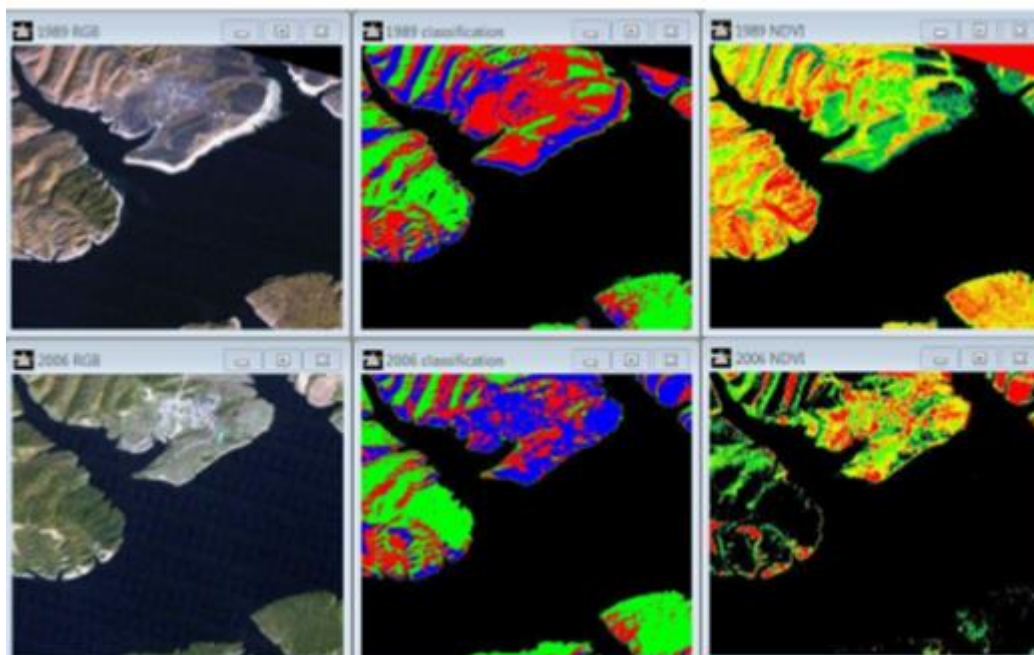 1989 RGB
1989 classification
1989 NDVI
2006 RGB
2006 classification
2006 NDVI